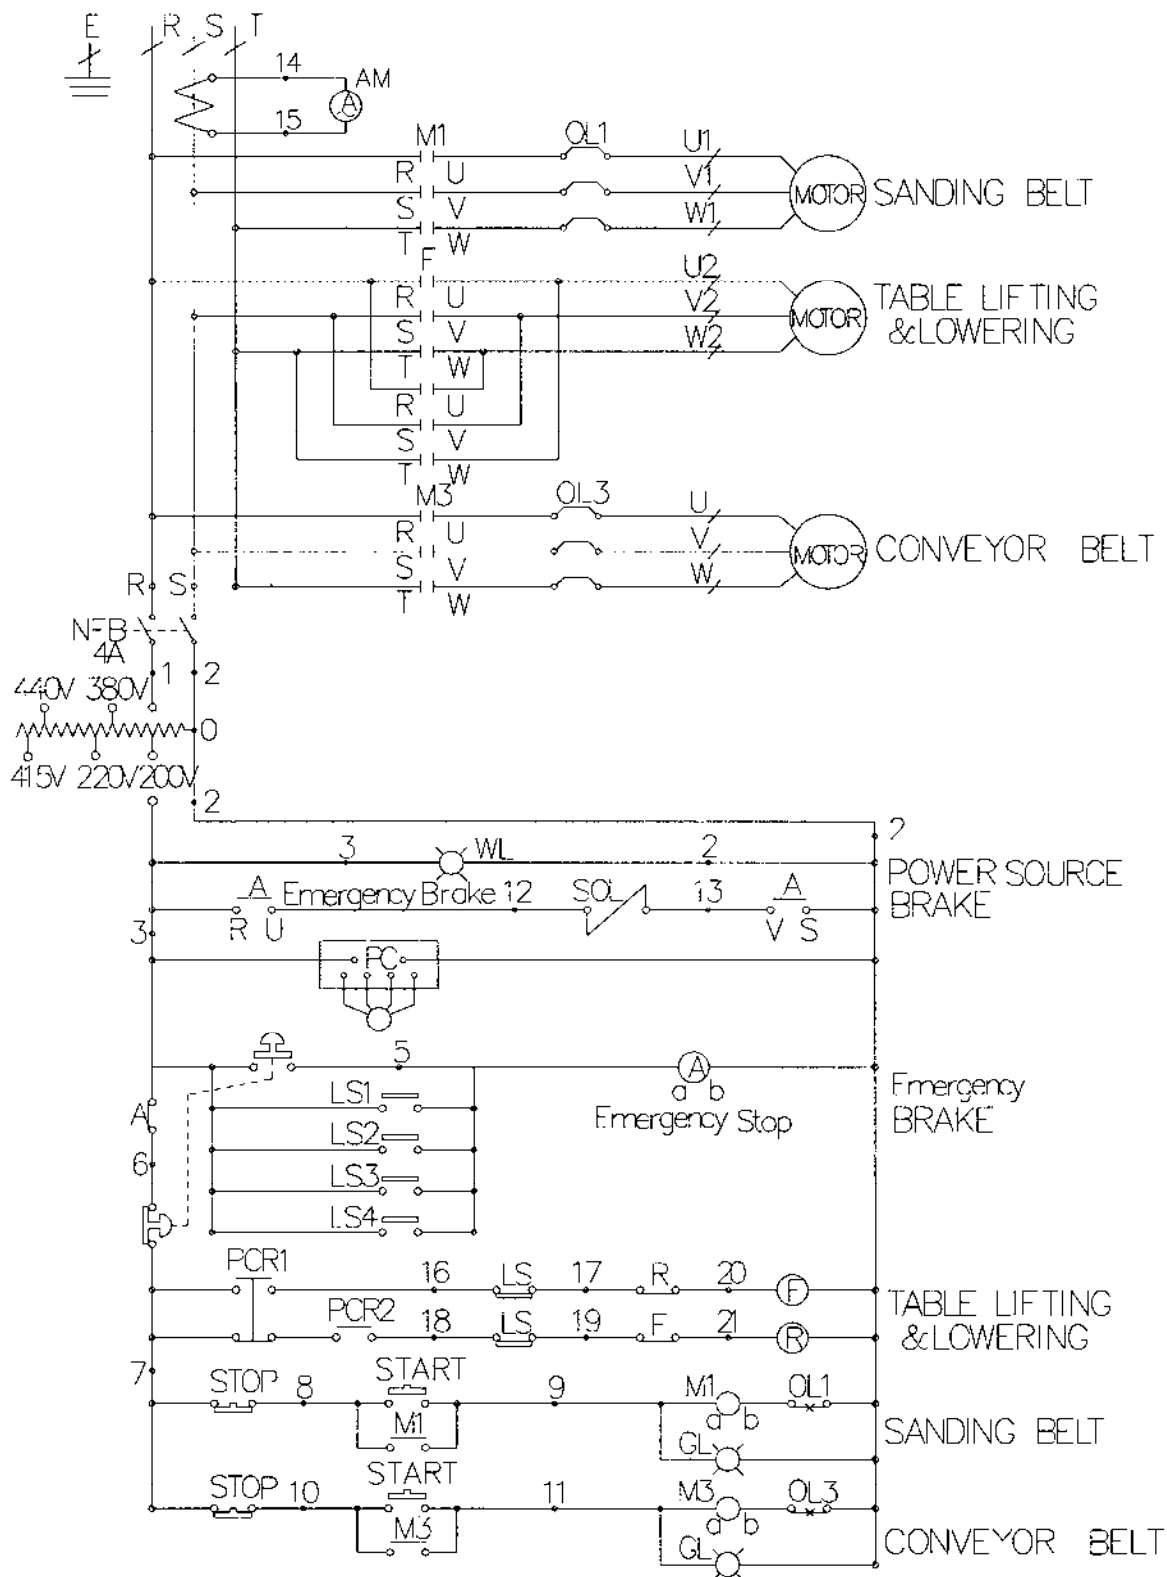 E R S T
14
AM
A
15
M1 OL1 U1
R U V1
MOTOR SANDING BELT
S V W1
T W
F U2
R U V2
TABLE LIFTING
MOTOR
&LOWERING
S V W2
T W
R U
S V
T W
M3 OL3 U
R U V
MOTOR CONVEYOR BELT
S V W
R S
T W
NFB
4A
1 2
440V 380V
0
415V 220V 200V
2
2
3 WL 2
POWER SOURCE
A Emergency Brake 12 SOL 13 A
BRAKE
R U V S
3
PC
5 A
a b
Emergency
LS1
Emergency Stop
BRAKE
A
LS2
6
LS3
LS4
PCR1 16 LS 17 R 20 F
TABLE LIFTING
PCR2 18 LS 19 F 21 R
&LOWERING
7
STOP 8 START 9 M1 OL1
M1 a b
SANDING BELT
GL
STOP 10 START 11 M3 OL3
M3 a b
CONVEYOR BELT
GL